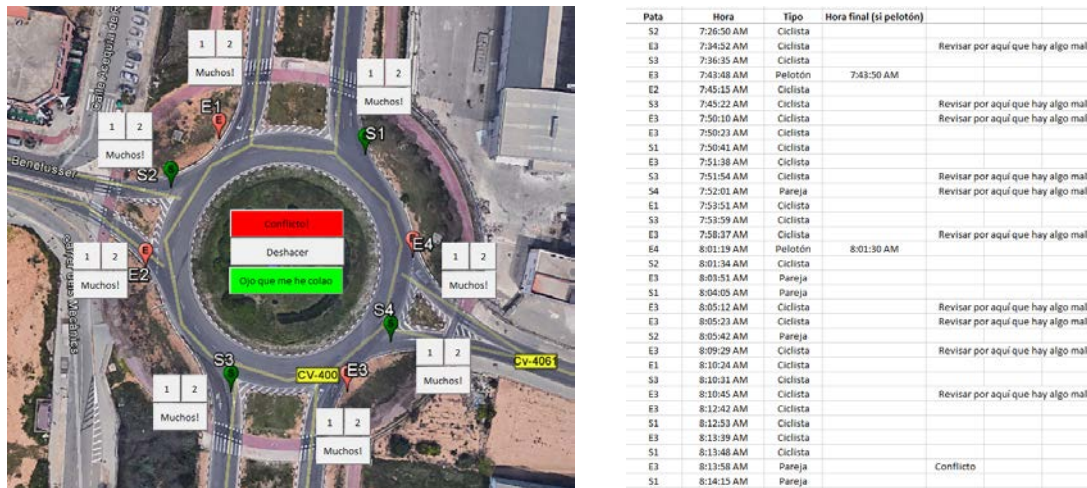 1 2
Muchos!
1 2
Muchos!
E1
S1
1 2
Muchos!
Benetusser
S2
Conflicto!
Deshacer
Ojo que me he colao
E4
1 2
Muchos!
E2
1 2
Muchos!
S4
1 2
Muchos!
S3
CV-400
E3
CV-4061
1 2
Muchos!
1 2
Muchos!
Pata Hora Tipo Hora final (si pelotón)
S2 7:26:50 AM Ciclista
E3 7:34:52 AM Ciclista Revisar por aquí que hay algo mal
S3 7:36:35 AM Ciclista
E3 7:43:48 AM Pelotón 7:43:50 AM
E2 7:45:15 AM Ciclista
S3 7:45:22 AM Ciclista Revisar por aquí que hay algo mal
E3 7:50:10 AM Ciclista Revisar por aquí que hay algo mal
E3 7:50:23 AM Ciclista
S1 7:50:41 AM Ciclista
E3 7:51:38 AM Ciclista
S3 7:51:54 AM Ciclista Revisar por aquí que hay algo mal
S4 7:52:01 AM Pareja Revisar por aquí que hay algo mal
E1 7:53:51 AM Ciclista
S3 7:53:59 AM Ciclista
E3 7:58:37 AM Ciclista Revisar por aquí que hay algo mal
E4 8:01:19 AM Pelotón 8:01:30 AM
S2 8:01:34 AM Ciclista
E3 8:03:51 AM Pareja
S1 8:04:05 AM Pareja
E3 8:05:12 AM Ciclista Revisar por aquí que hay algo mal
E3 8:05:23 AM Ciclista Revisar por aquí que hay algo mal
S2 8:05:42 AM Pareja
E3 8:09:29 AM Ciclista Revisar por aquí que hay algo mal
E1 8:10:24 AM Ciclista
S3 8:10:31 AM Ciclista
E3 8:10:45 AM Ciclista Revisar por aquí que hay algo mal
E3 8:12:42 AM Ciclista
S1 8:12:53 AM Ciclista
E3 8:13:39 AM Ciclista
S1 8:13:48 AM Ciclista
E3 8:13:58 AM Pareja Conflicto
S1 8:14:15 AM Pareja